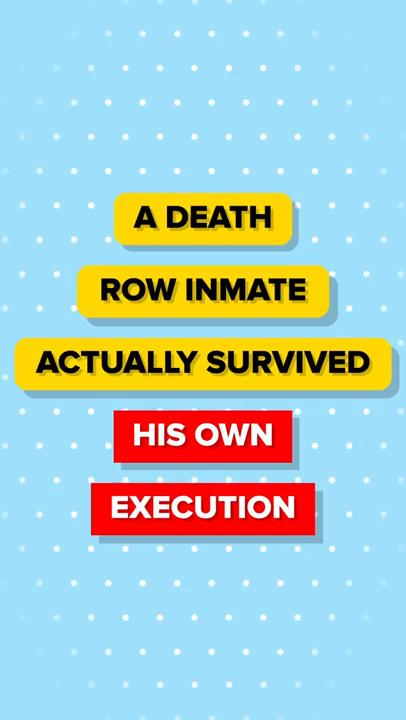 A DEATH
ROW INMATE
ACTUALLY SURVIVED
HIS OWN
EXECUTION